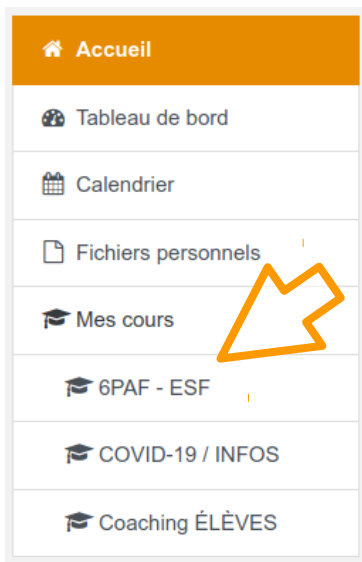 Accueil
Tableau de bord
Calendrier
Fichiers personnels
Mes cours
6PAF - ESF
COVID-19 / INFOS
Coaching ÉLÈVES